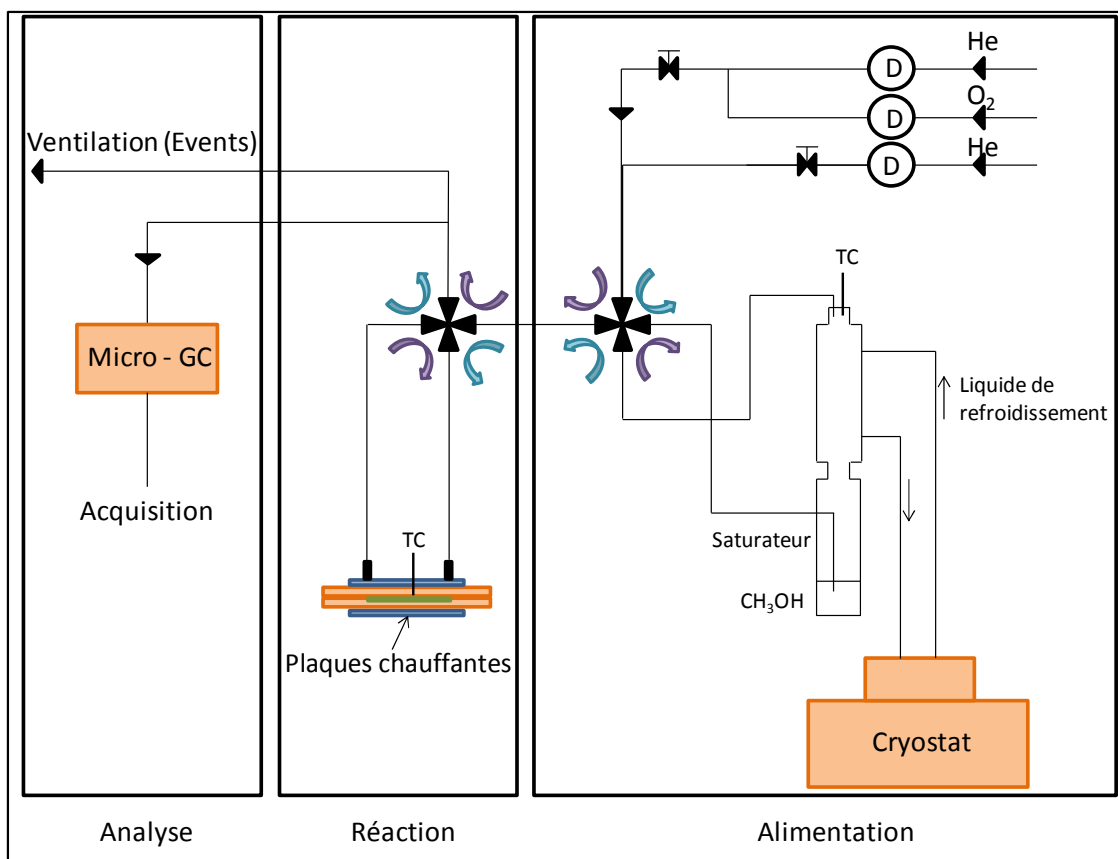 He
D
O2
D
He
D
Ventilation (Events)
TC
Micro - GC
Liquide de
refroidissement
Acquisition
TC
Saturateur
CH3OH
Plaques chauffantes
Cryostat
Analyse
Réaction
Alimentation